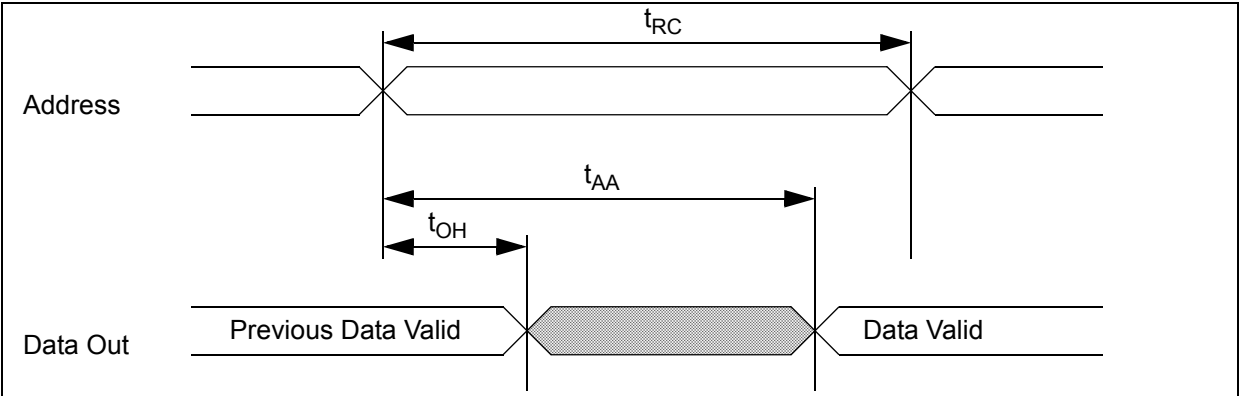 tRC
Address
tAA
tOH
Previous Data Valid
Data Valid
Data Out